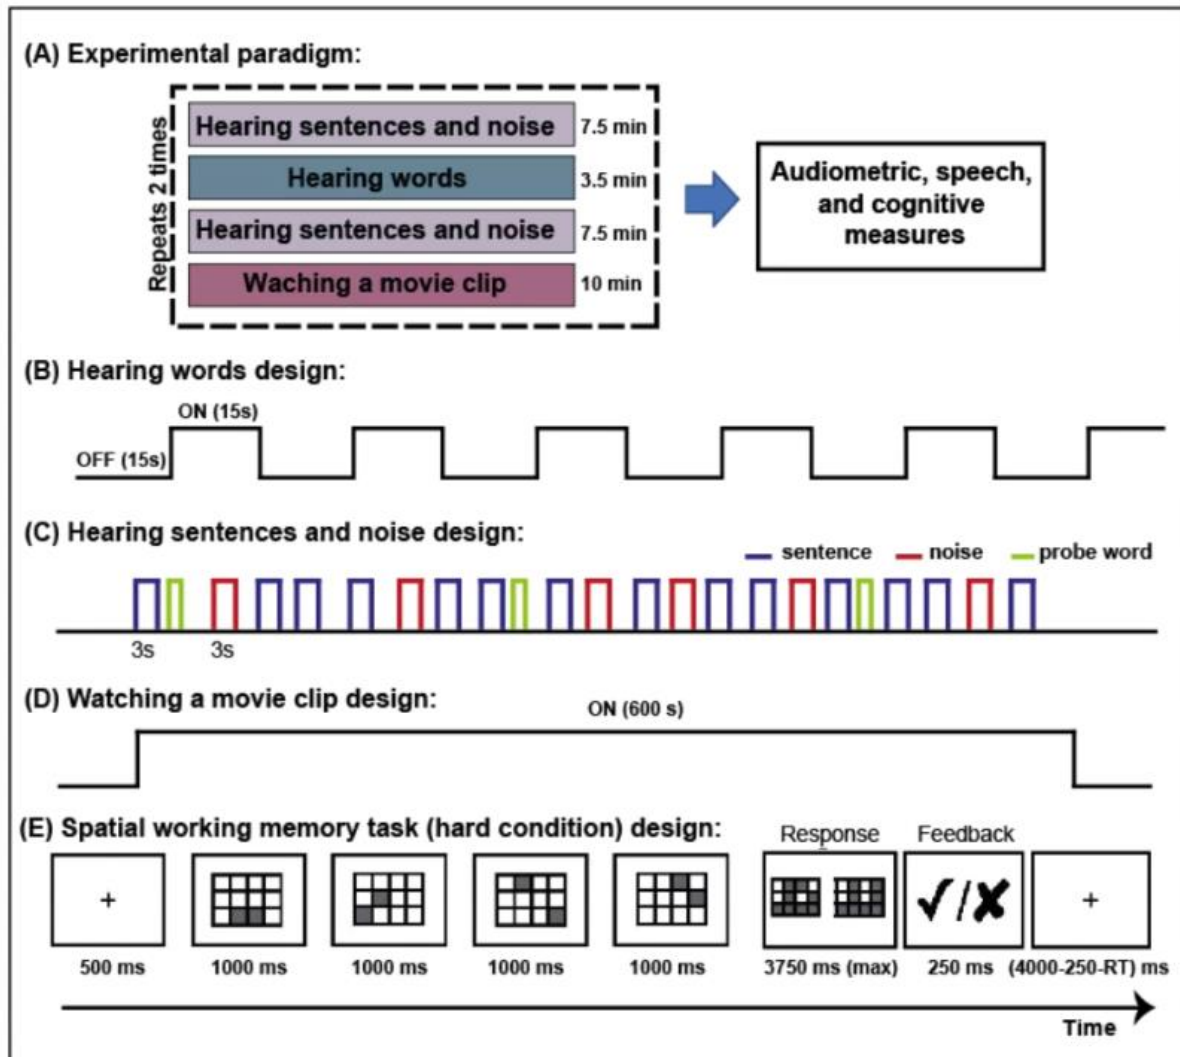 (A) Experimental paradigm:
Repeats 2 times
Hearing sentences and noise 7.5 min
Hearing words 3.5 min
Hearing sentences and noise 7.5 min
Waching a movie clip 10 min
Audiometric, speech,
and cognitive
measures
(B) Hearing words design:
ON (15s)
OFF (15s)
(C) Hearing sentences and noise design:
sentence noise probe word
3s 3s
(D) Watching a movie clip design:
ON (600 s)
(E) Spatial working memory task (hard condition) design:
Response Feedback
+ ✓/✗ +
500 ms 1000 ms 1000 ms 1000 ms 1000 ms 3750 ms (max) 250 ms (4000-250-RT) ms
Time